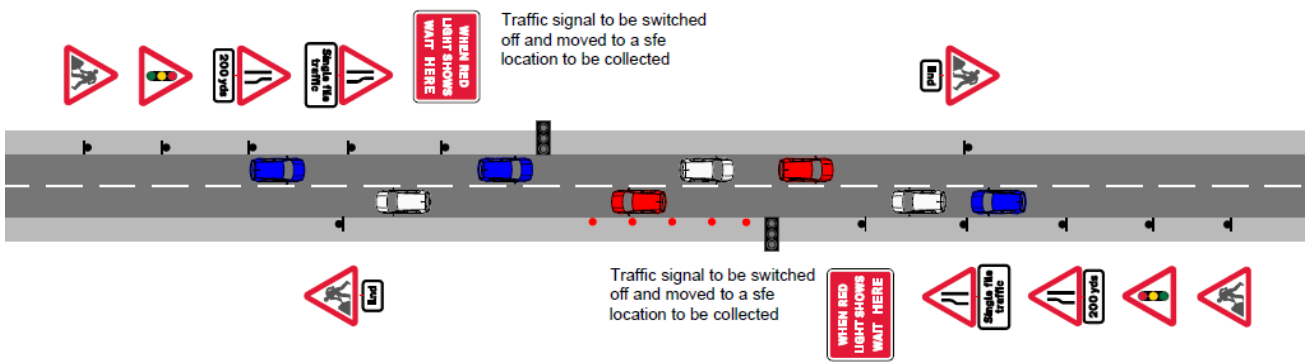 200 yds
Single file
traffic
WHEN RED
LIGHT SHOWS
WAIT HERE
Traffic signal to be switched
off and moved to a sfe
location to be collected
End
End
Traffic signal to be switched
off and moved to a sfe
location to be collected
WHEN RED
LIGHT SHOWS
WAIT HERE
Single file
traffic
200 yds